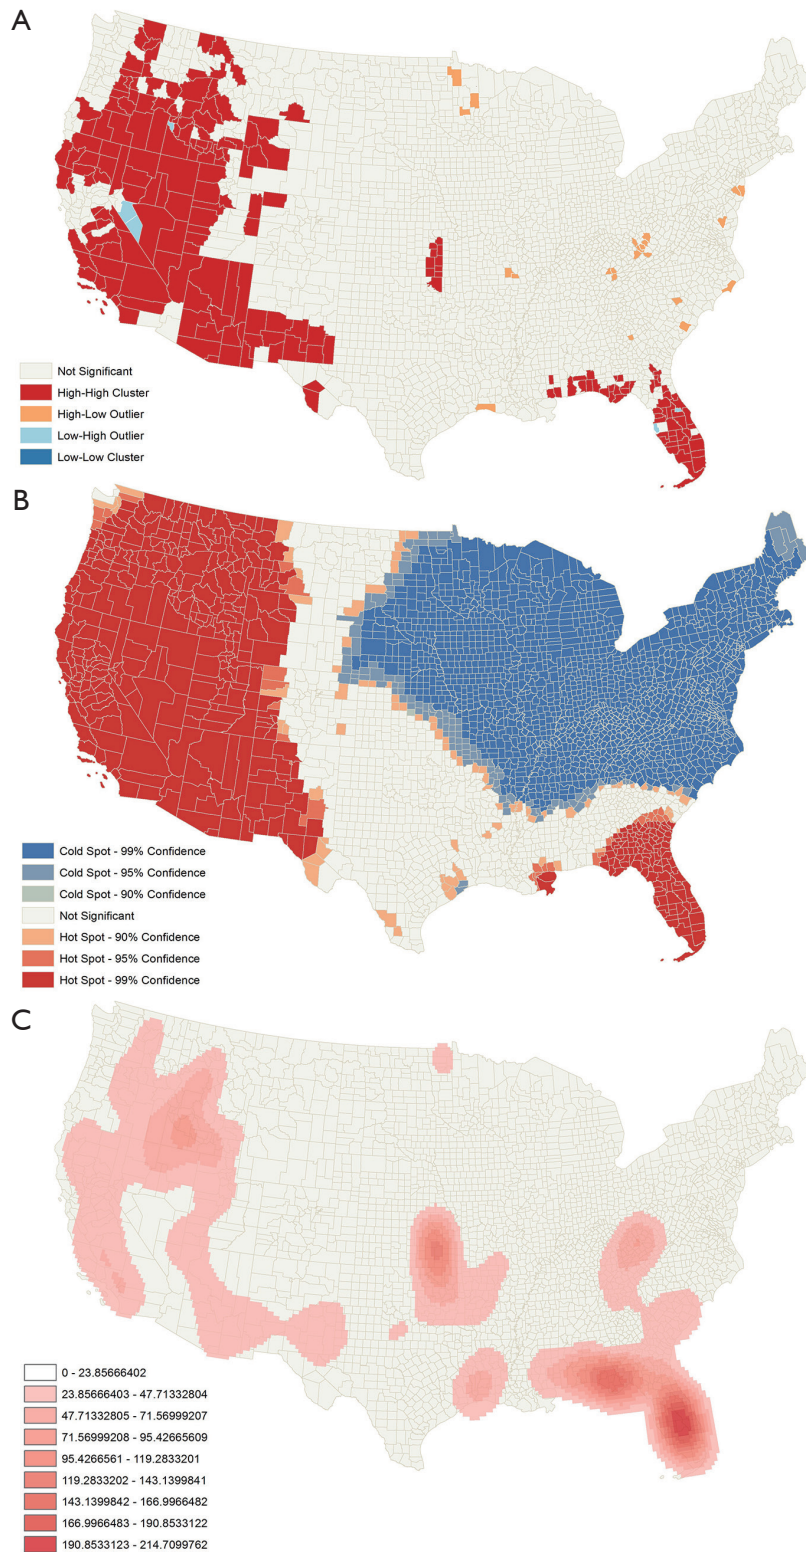 A
Not Significant
High-High Cluster
High-Low Outlier
Low-High Outlier
Low-Low Cluster
B
Cold Spot - 99% Confidence
Cold Spot - 95% Confidence
Cold Spot - 90% Confidence
Not Significant
Hot Spot - 90% Confidence
Hot Spot - 95% Confidence
Hot Spot - 99% Confidence
C
0 - 23.85666402
23.85666403 - 47.71332804
47.71332805 - 71.56999207
71.56999208 - 95.42665609
95.4266561 - 119.2833201
119.2833202 - 143.1399841
143.1399842 - 166.9966482
166.9966483 - 190.8533122
190.8533123 - 214.7099762